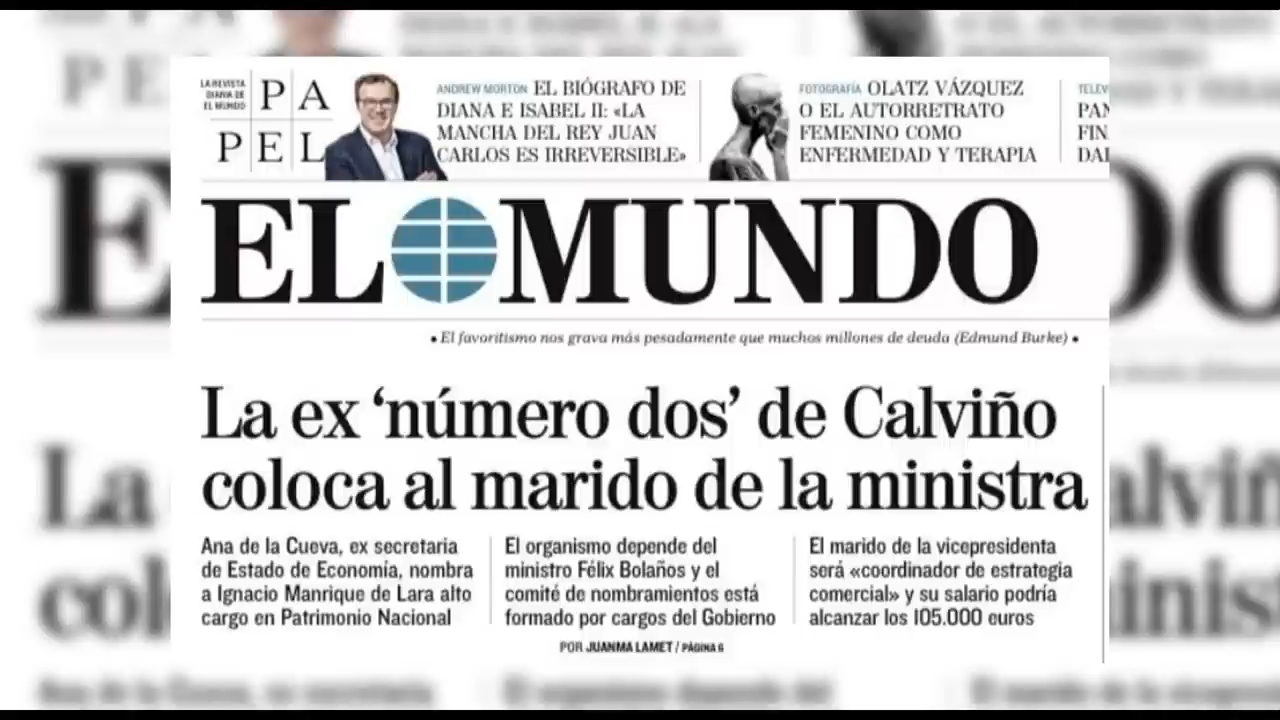 LA REVISTA
DIARIA DE
EL MUNDO
PA
PEL
ANDREW MORTON EL BIÓGRAFO DE
DIANA E ISABEL II: «LA
MANCHA DEL REY JUAN
CARLOS ES IRREVERSIBLE»
FOTOGRAFÍA OLATZ VÁZQUEZ
O EL AUTORRETRATO
FEMENINO COMO
ENFERMEDAD Y TERAPIA
TELEV
PAN
FIN
DAD
EL MUNDO
• El favoritismo nos grava más pesadamente que muchos millones de deuda (Edmund Burke) •
La ex ‘número dos’ de Calviño
coloca al marido de la ministra
Ana de la Cueva, ex secretaria
de Estado de Economía, nombra
a Ignacio Manrique de Lara alto
cargo en Patrimonio Nacional
El organismo depende del
ministro Félix Bolaños y el
comité de nombramientos está
formado por cargos del Gobierno
El marido de la vicepresidenta
será «coordinador de estrategia
comercial» y su salario podría
alcanzar los 105.000 euros
POR JUANMA LAMET / PÁGINA 6